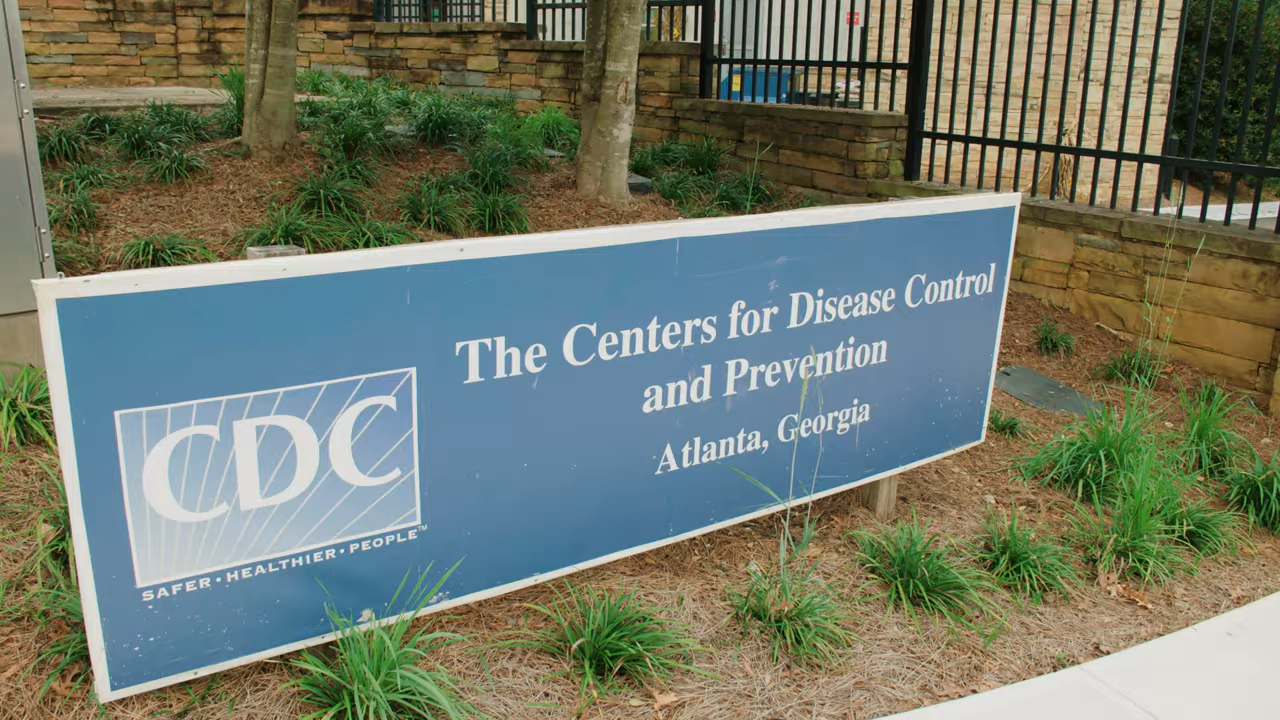 CDC
SAFER • HEALTHIER • PEOPLE™
The Centers for Disease Control
and Prevention
Atlanta, Georgia